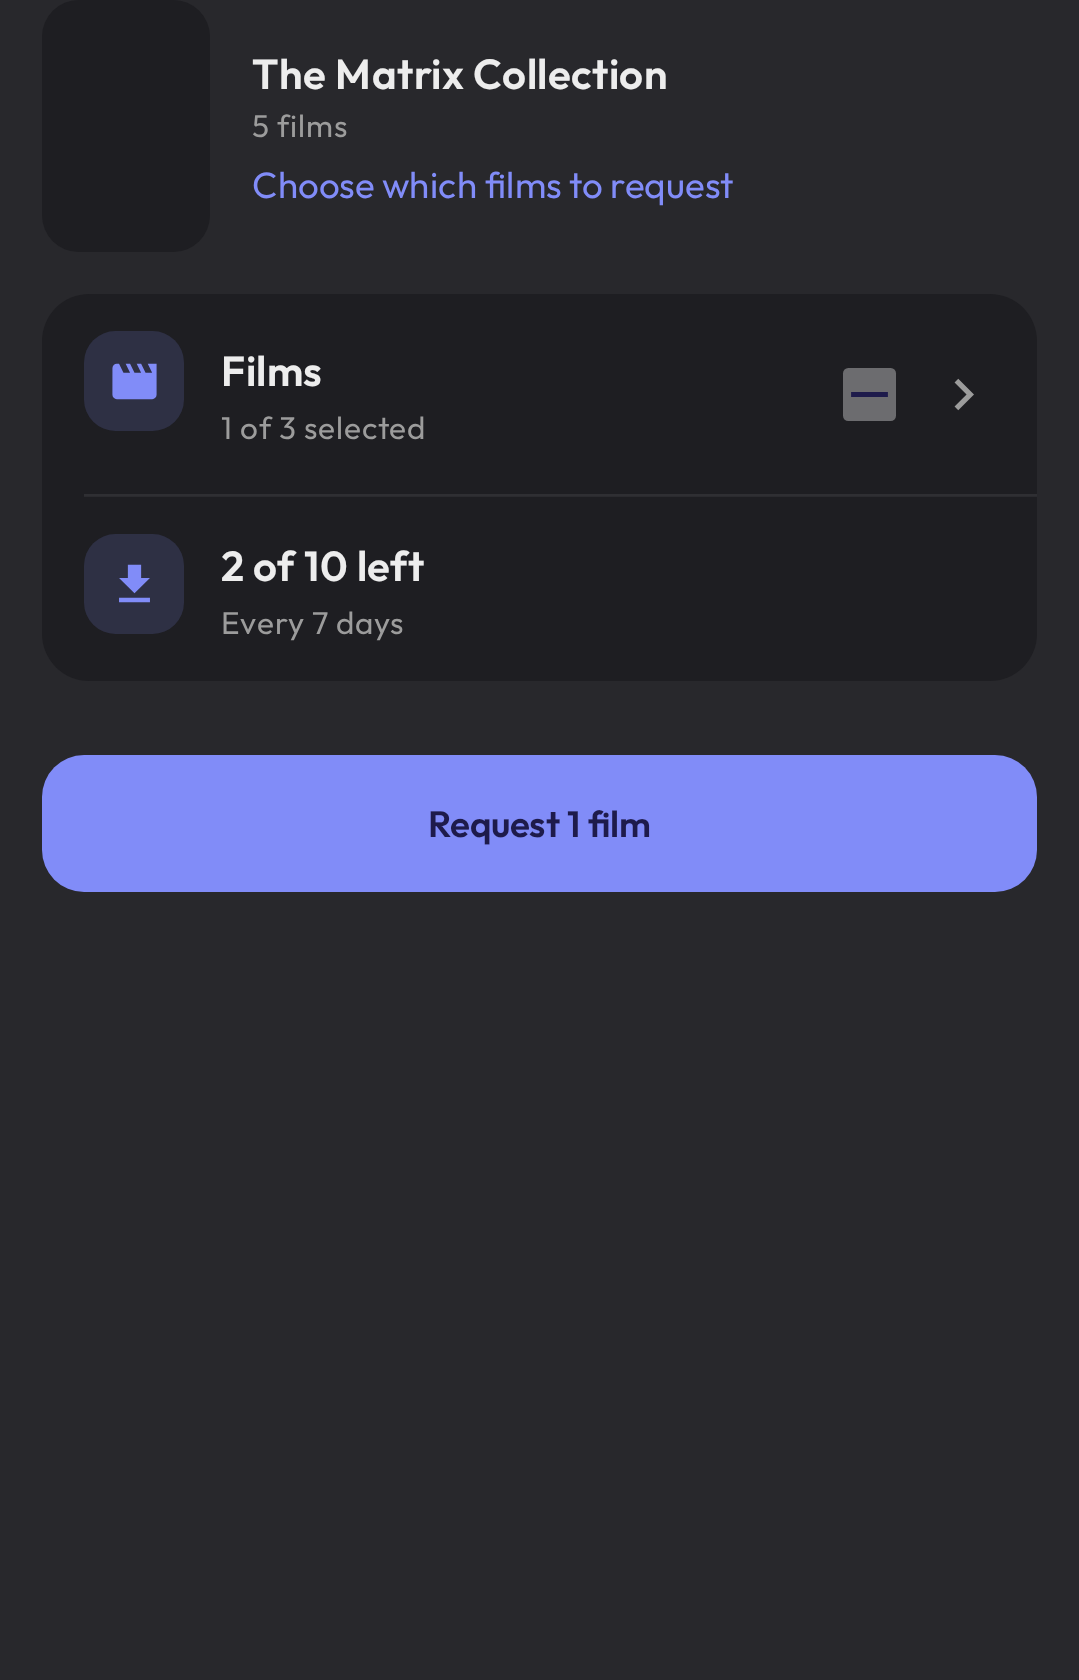 The Matrix Collection
5 films
Choose which films to request
Films
1 of 3 selected
2 of 10 left
Every 7 days
Request 1 film